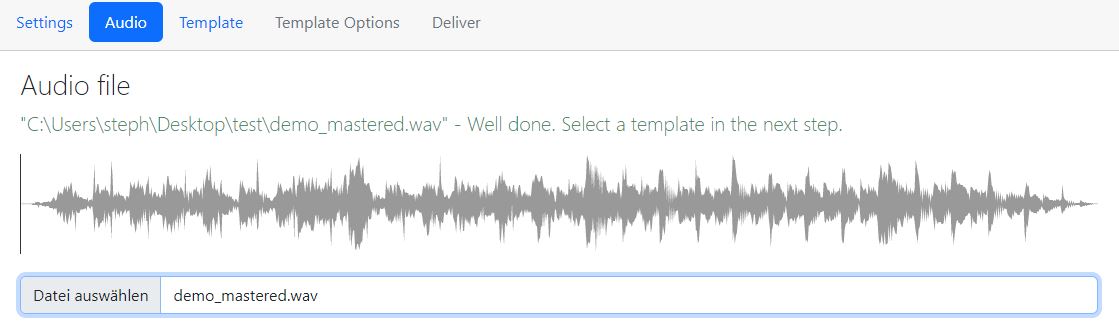 Settings Audio Template Template Options Deliver
Audio file
"C:\Users\steph\Desktop\test\demo_mastered.wav" - Well done. Select a template in the next step.
Datei auswählen demo_mastered.wav